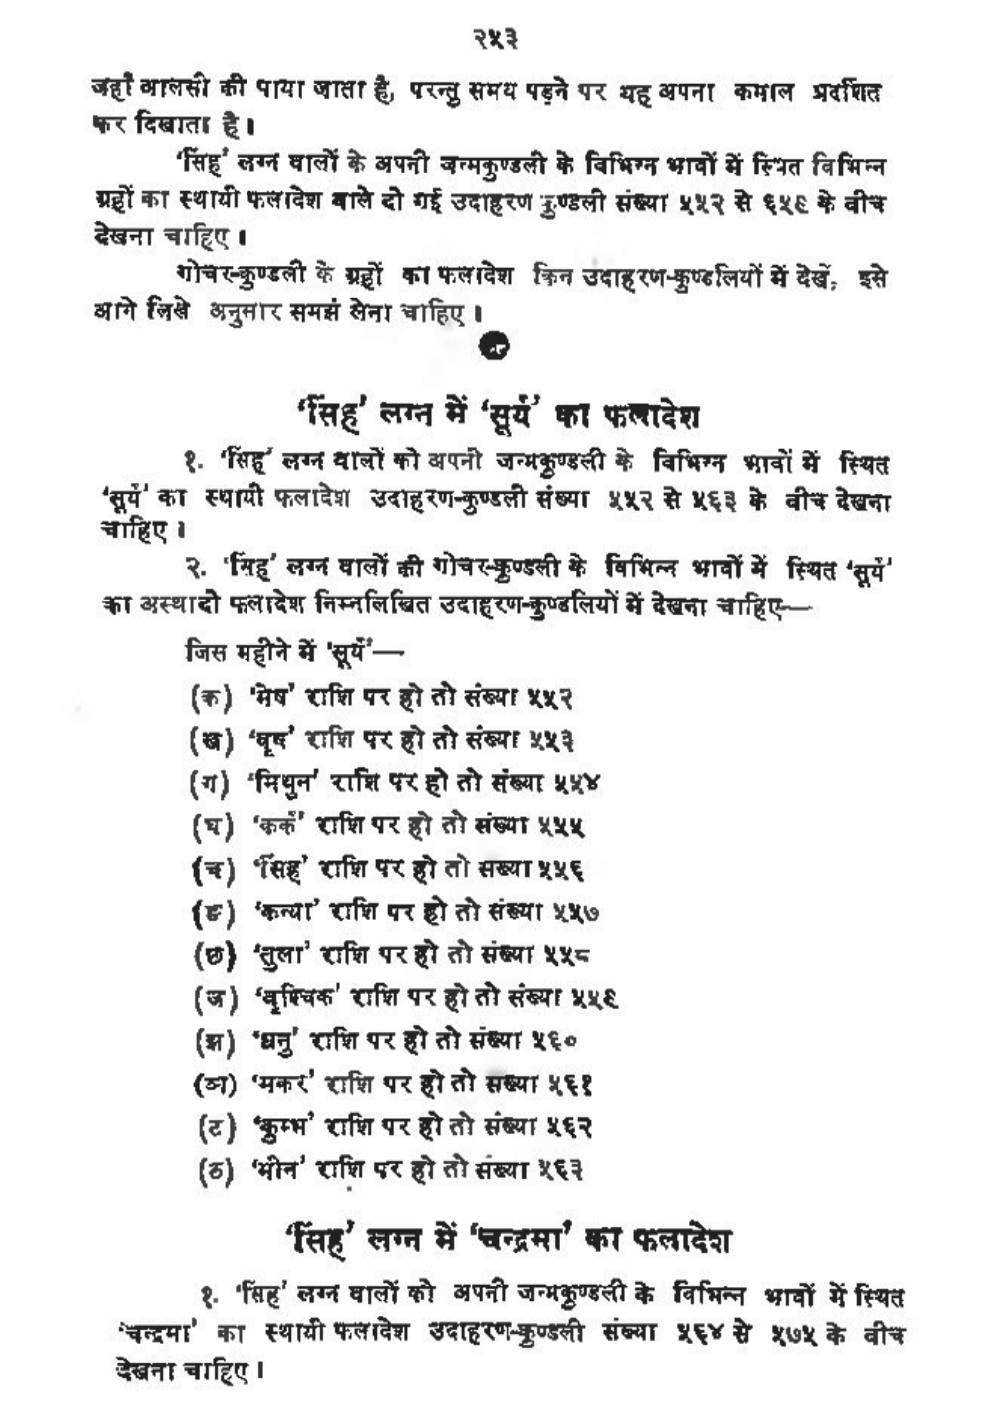 २५३
जहाँ आलसी की पाया जाता है, परन्तु समय पड़ने पर यह अपना कमाल प्रदर्शित
कर दिखाता है।
'सिंह' लग्न वालों के अपनी जन्मकुण्डली के विभिन्न भावों में स्थित विभिन्न
ग्रहों का स्थायी फलादेश वाले दो गई उदाहरण कुण्डली संख्या ५५२ से ६५९ के बीच
देखना चाहिए।
गोचर-कुण्डली के ग्रहों का फलादेश किन उदाहरण-कुण्डलियों में देखें, इसे
आगे लिखे अनुसार समझ लेना चाहिए।
'सिंह' लग्न में 'सूर्य' का फलादेश
१. 'सिंह' लग्न वालों को अपनी जन्मकुण्डली के विभिन्न भावों में स्थित
'सूर्य' का स्थायी फलादेश उदाहरण-कुण्डली संख्या ५५२ से ५६३ के बीच देखना
चाहिए।
२. 'सिंह' लग्न वालों की गोचर-कुण्डली के विभिन्न भावों में स्थित 'सूर्य'
का अस्थादो फलादेश निम्नलिखित उदाहरण-कुण्डलियों में देखना चाहिए—
जिस महीने में 'सूर्य'—
(क) 'मेष' राशि पर हो तो संख्या ५५२
(ख) 'वृष' राशि पर हो तो संख्या ५५३
(ग) 'मिथुन' राशि पर हो तो संख्या ५५४
(घ) 'कर्क' राशि पर हो तो संख्या ५५५
(च) 'सिंह' राशि पर हो तो संख्या ५५६
(ङ) 'कन्या' राशि पर हो तो संख्या ५५७
(छ) 'तुला' राशि पर हो तो संख्या ५५८
(ज) 'वृश्चिक' राशि पर हो तो संख्या ५५९
(झ) 'धनु' राशि पर हो तो संख्या ५६०
(ञ) 'मकर' राशि पर हो तो संख्या ५६१
(ट) 'कुम्भ' राशि पर हो तो संख्या ५६२
(ठ) 'मीन' राशि पर हो तो संख्या ५६३
'सिंह' लग्न में 'चन्द्रमा' का फलादेश
१. 'सिंह' लग्न वालों को अपनी जन्मकुण्डली के विभिन्न भावों में स्थित
'चन्द्रमा' का स्थायी फलादेश उदाहरण-कुण्डली संख्या ५६४ से ५७५ के बीच
देखना चाहिए।